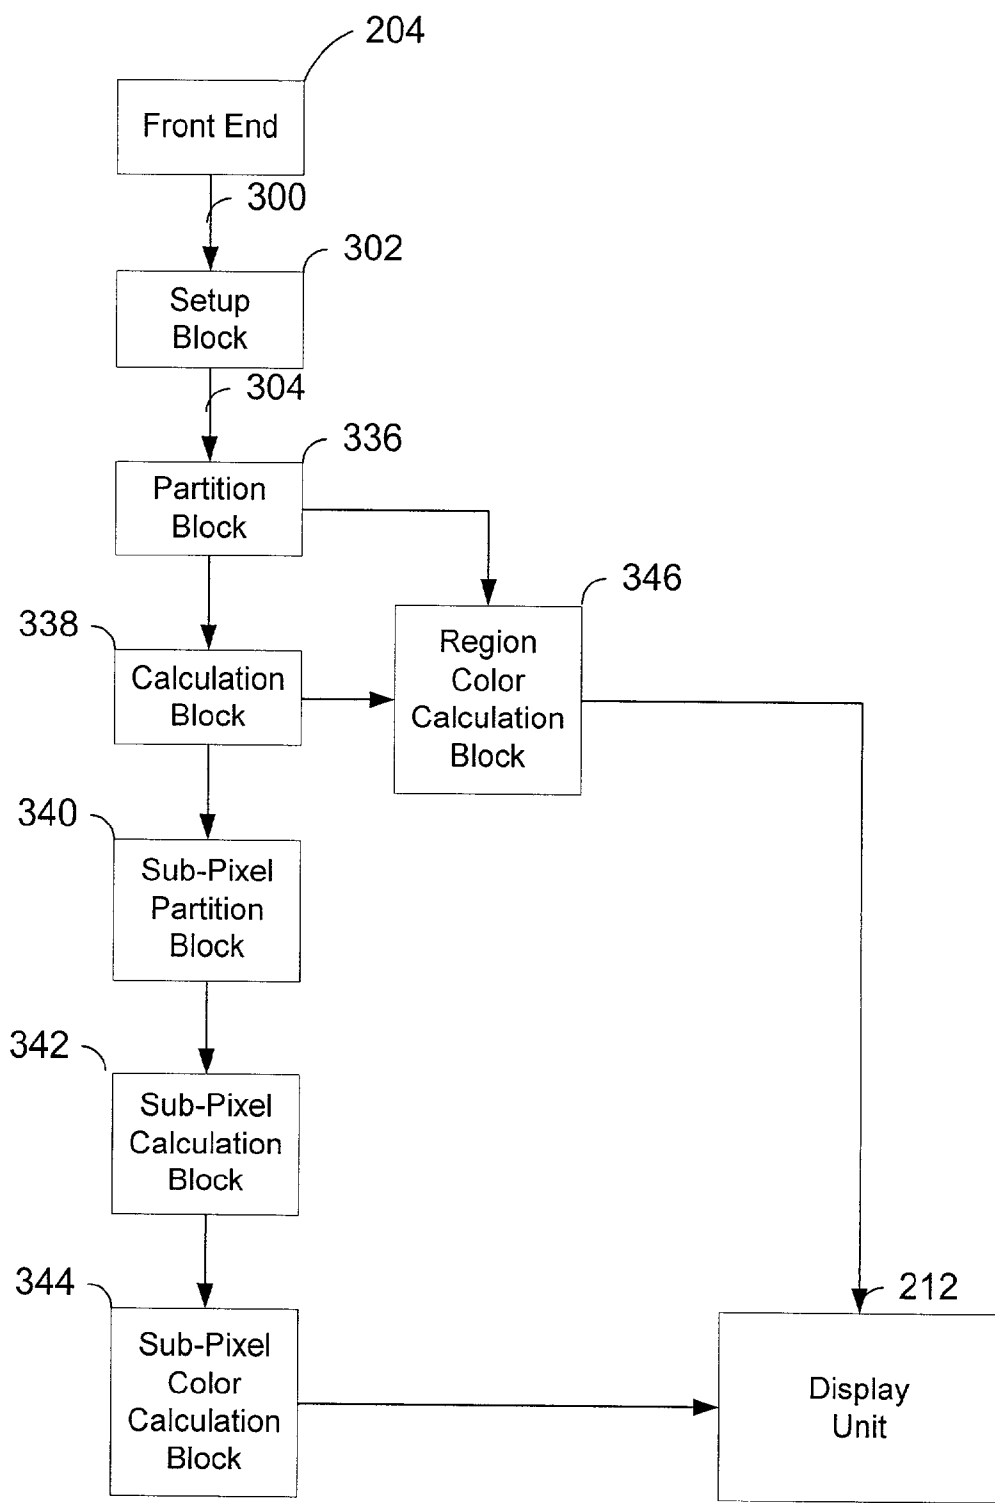 204
Front End
300
302
Setup
Block
304
336
Partition
Block
346
338
Region
Color
Calculation
Block
Calculation
Block
340
Sub-Pixel
Partition
Block
342
Sub-Pixel
Calculation
Block
344
212
Sub-Pixel
Color
Calculation
Block
Display
Unit